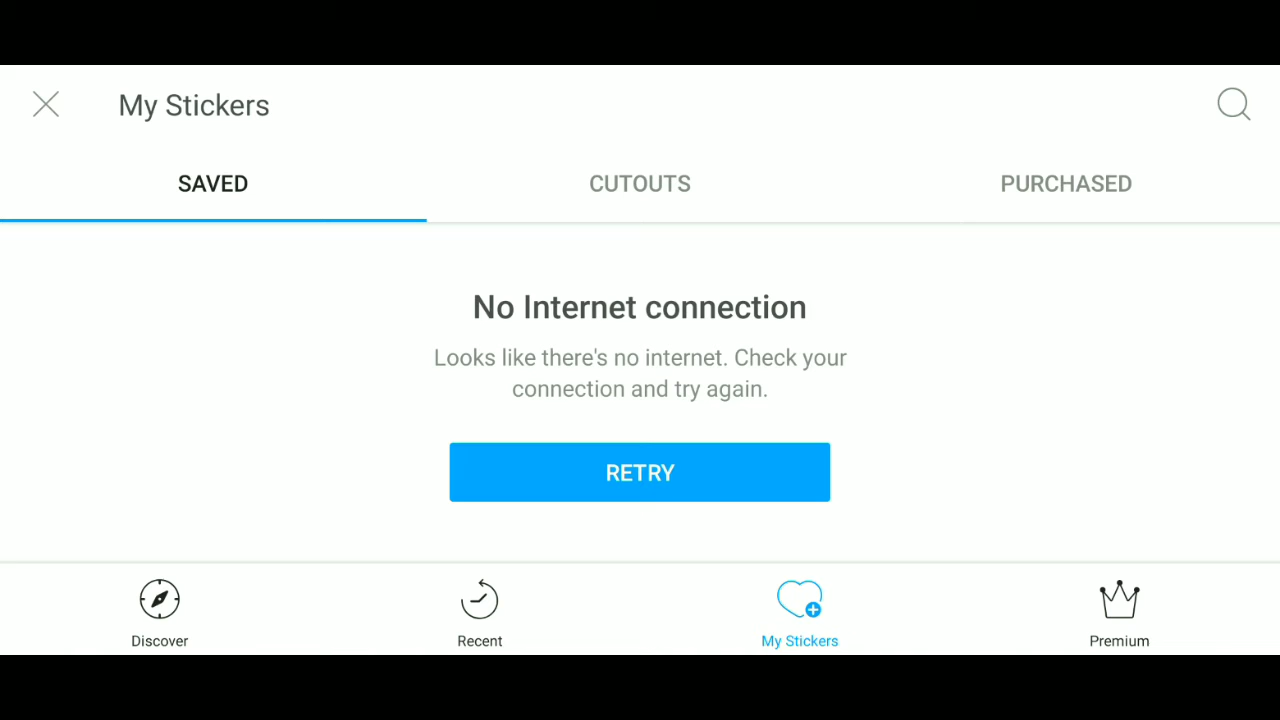 My Stickers
SAVED
CUTOUTS
PURCHASED
No Internet connection
Looks like there's no internet. Check your
connection and try again.
RETRY
Discover
Recent
My Stickers
Premium